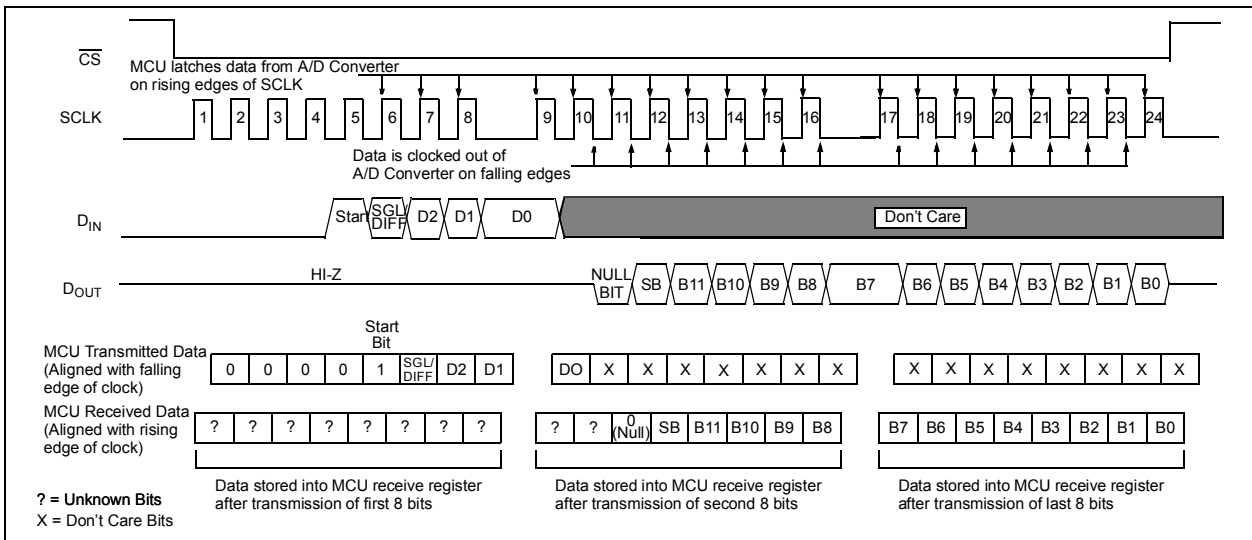 CS
MCU latches data from A/D Converter
on rising edges of SCLK
SCLK
1 2 3 4 5 6 7 8 9 10 11 12 13 14 15 16 17 18 19 20 21 22 23 24
Data is clocked out of
A/D Converter on falling edges
DIN
Start SGL/DIFF D2 D1 D0 Don't Care
HI-Z
DOUT
NULL BIT SB B11 B10 B9 B8 B7 B6 B5 B4 B3 B2 B1 B0
Start
Bit
MCU Transmitted Data
(Aligned with falling
edge of clock)
0 0 0 0 1 SGL/DIFF D2 D1 DO X X X X X X X X X X X X X X X
MCU Received Data
(Aligned with rising
edge of clock)
? ? ? ? ? ? ? ? ? ? 0 (Null) SB B11 B10 B9 B8 B7 B6 B5 B4 B3 B2 B1 B0
Data stored into MCU receive register
after transmission of first 8 bits
Data stored into MCU receive register
after transmission of second 8 bits
Data stored into MCU receive register
after transmission of last 8 bits
? = Unknown Bits
X = Don't Care Bits